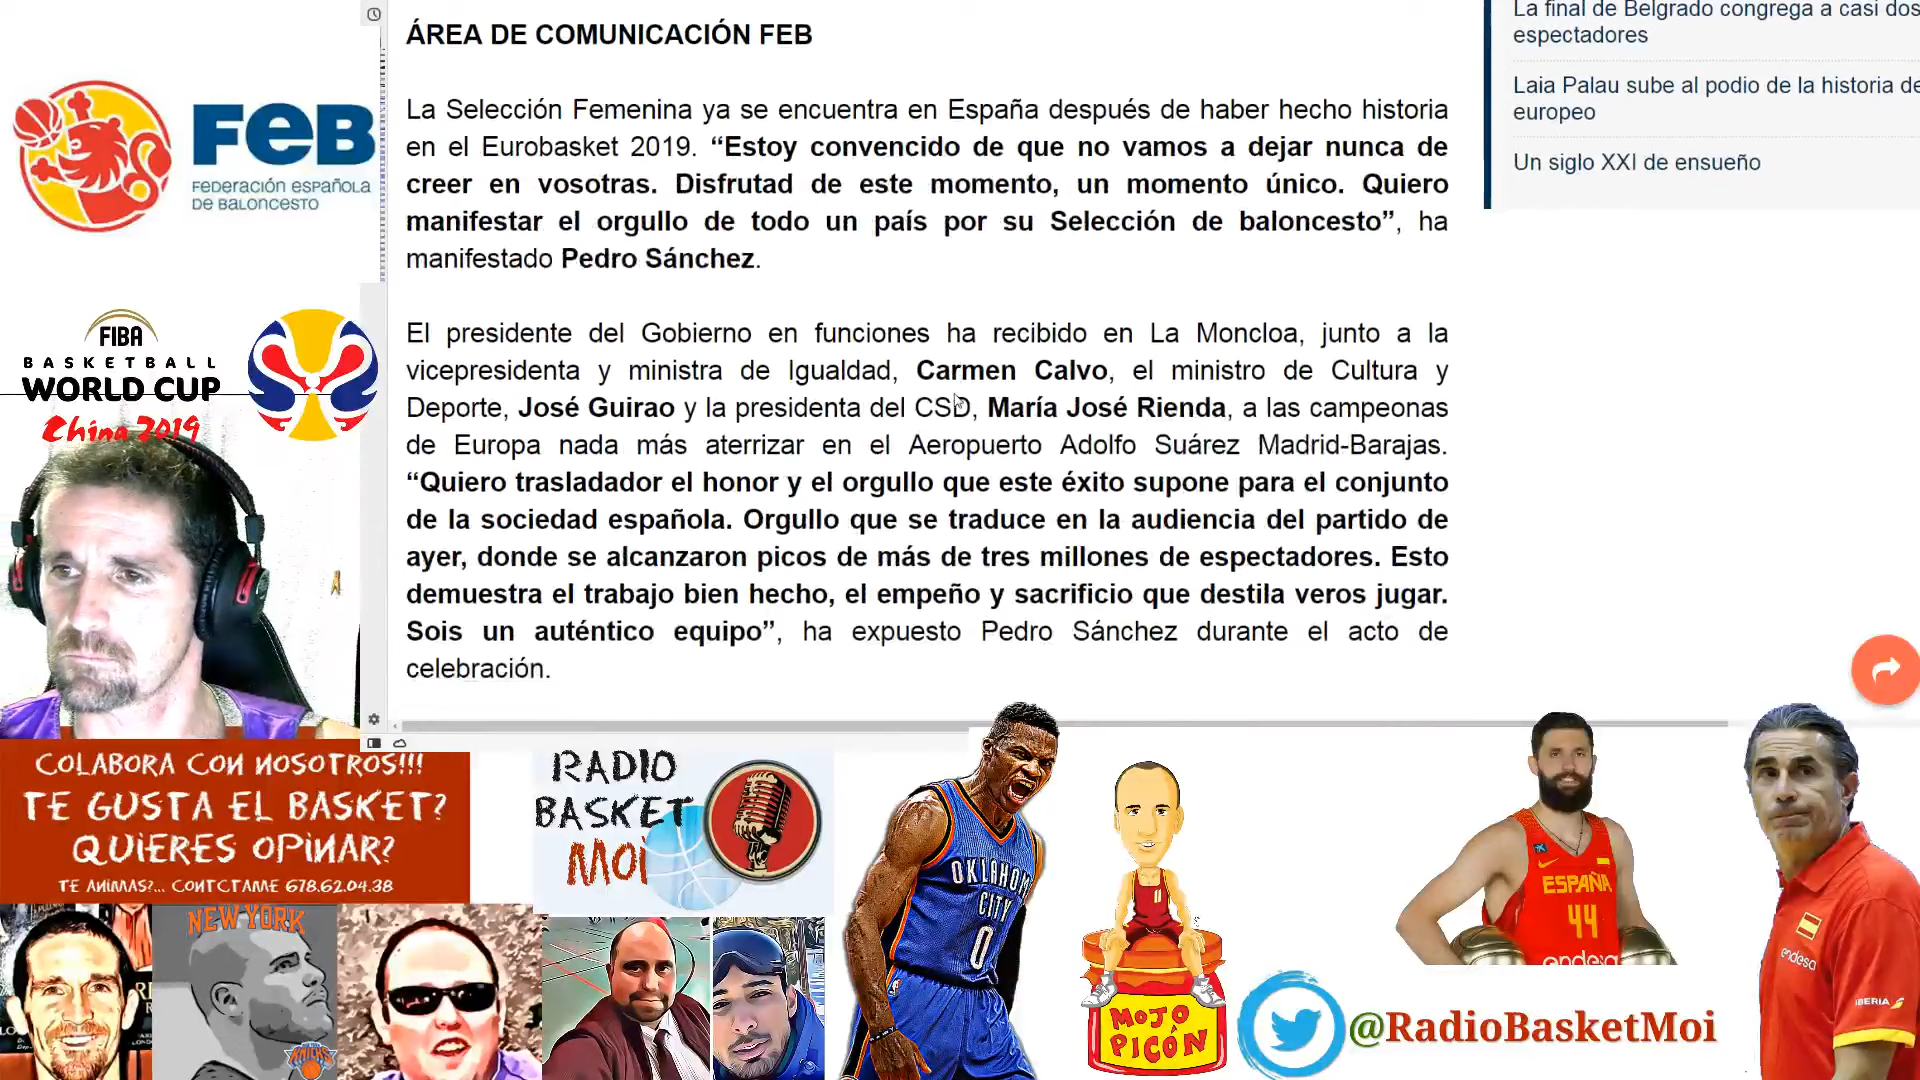 ÁREA DE COMUNICACIÓN FEB
La Selección Femenina ya se encuentra en España después de haber hecho historia
en el Eurobasket 2019. “Estoy convencido de que no vamos a dejar nunca de
creer en vosotras. Disfrutad de este momento, un momento único. Quiero
manifestar el orgullo de todo un país por su Selección de baloncesto”, ha
manifestado Pedro Sánchez.
El presidente del Gobierno en funciones ha recibido en La Moncloa, junto a la
vicepresidenta y ministra de Igualdad, Carmen Calvo, el ministro de Cultura y
Deporte, José Guirao y la presidenta del CSD, María José Rienda, a las campeonas
de Europa nada más aterrizar en el Aeropuerto Adolfo Suárez Madrid-Barajas.
“Quiero trasladador el honor y el orgullo que este éxito supone para el conjunto
de la sociedad española. Orgullo que se traduce en la audiencia del partido de
ayer, donde se alcanzaron picos de más de tres millones de espectadores. Esto
demuestra el trabajo bien hecho, el empeño y sacrificio que destila veros jugar.
Sois un auténtico equipo”, ha expuesto Pedro Sánchez durante el acto de
celebración.
La final de Belgrado congrega a casi dos
espectadores
Laia Palau sube al podio de la historia de
europeo
Un siglo XXI de ensueño
FEB
FEDERACIÓN ESPAÑOLA
DE BALONCESTO
FIBA
BASKETBALL
WORLD CUP
China 2019
COLABORA CON NOSOTROS!!!
TE GUSTA EL BASKET?
QUIERES OPINAR?
TE ANIMAS?... CONTCTAME 678.62.04.38
RADIO
BASKET
MOI
NEW YORK
KNICKS
OKLAHOM
CITY
0
11
MOJO
PICÓN
ESPAÑA
44
endesa
endesa
IBERIA
@RadioBasketMoi